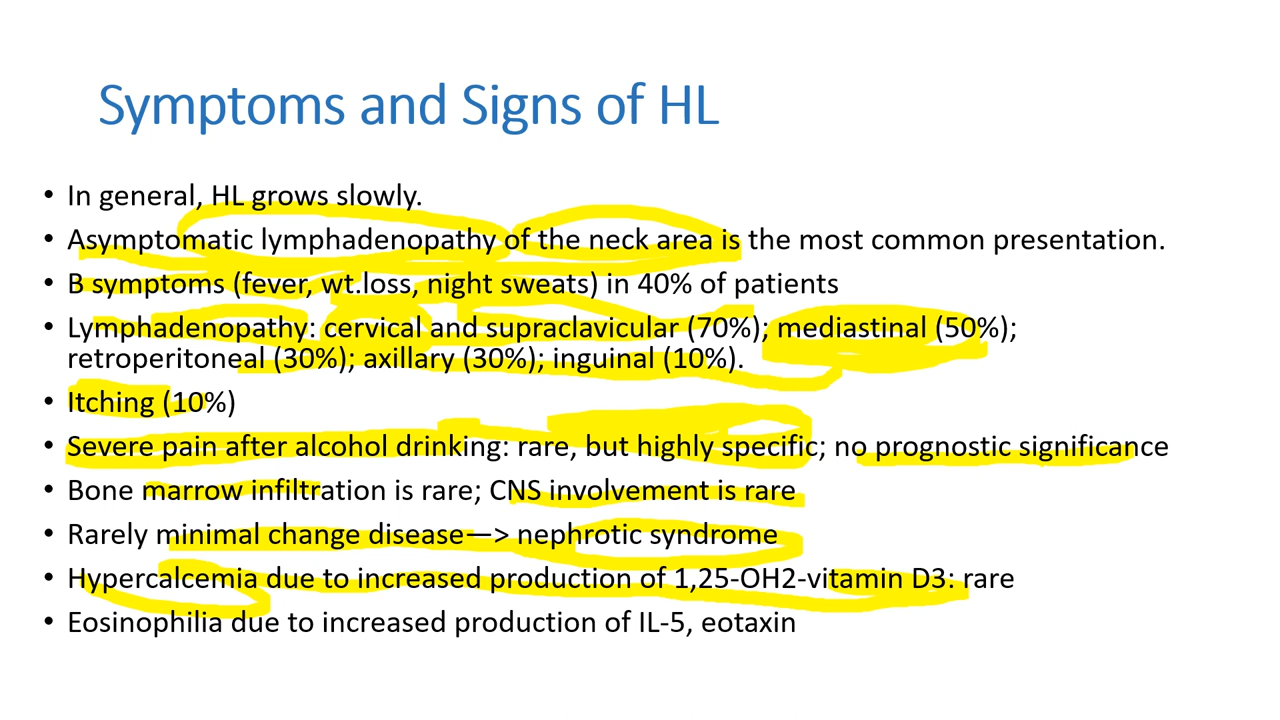 Symptoms and Signs of HL
• In general, HL grows slowly.
• Asymptomatic lymphadenopathy of the neck area is the most common presentation.
• B symptoms (fever, wt.loss, night sweats) in 40% of patients
• Lymphadenopathy: cervical and supraclavicular (70%); mediastinal (50%);
retroperitoneal (30%); axillary (30%); inguinal (10%).
• Itching (10%)
• Severe pain after alcohol drinking: rare, but highly specific; no prognostic significance
• Bone marrow infiltration is rare; CNS involvement is rare
• Rarely minimal change disease—> nephrotic syndrome
• Hypercalcemia due to increased production of 1,25-OH2-vitamin D3: rare
• Eosinophilia due to increased production of IL-5, eotaxin